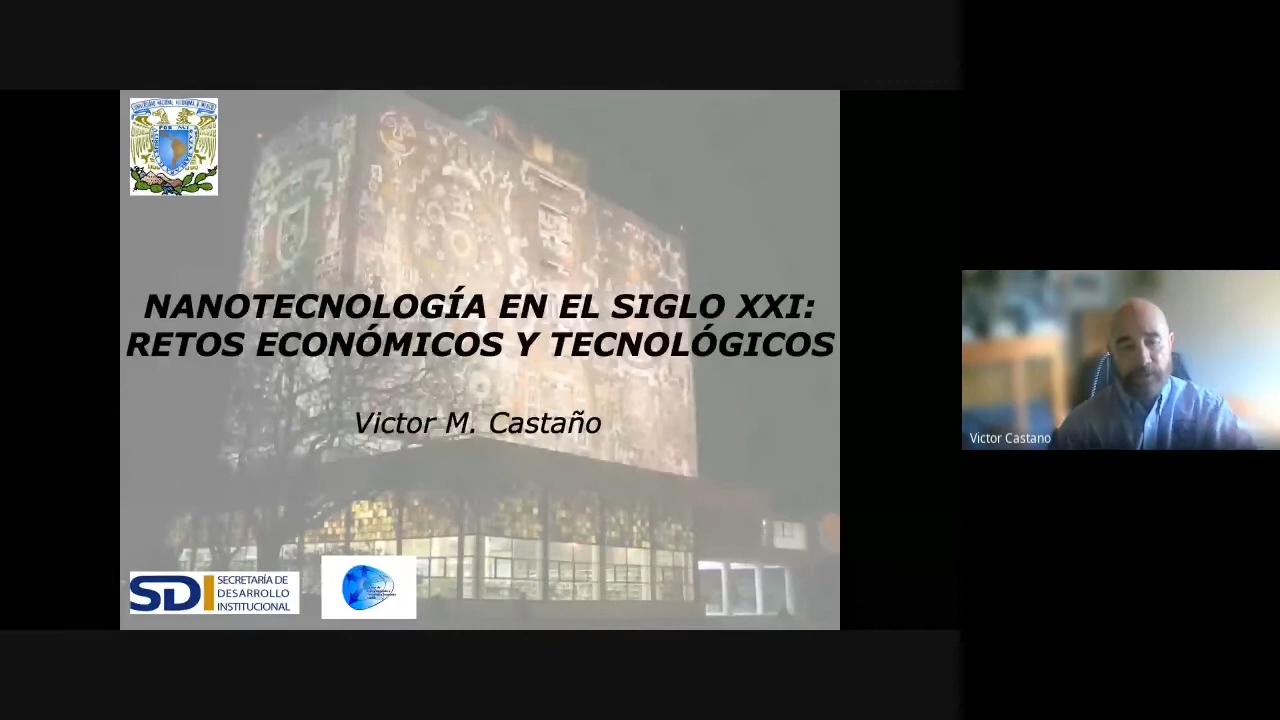 NANOTECNOLOGÍA EN EL SIGLO XXI:
RETOS ECONÓMICOS Y TECNOLÓGICOS
Victor M. Castaño
SDI SECRETARÍA DE
DESARROLLO
INSTITUCIONAL
Victor Castano